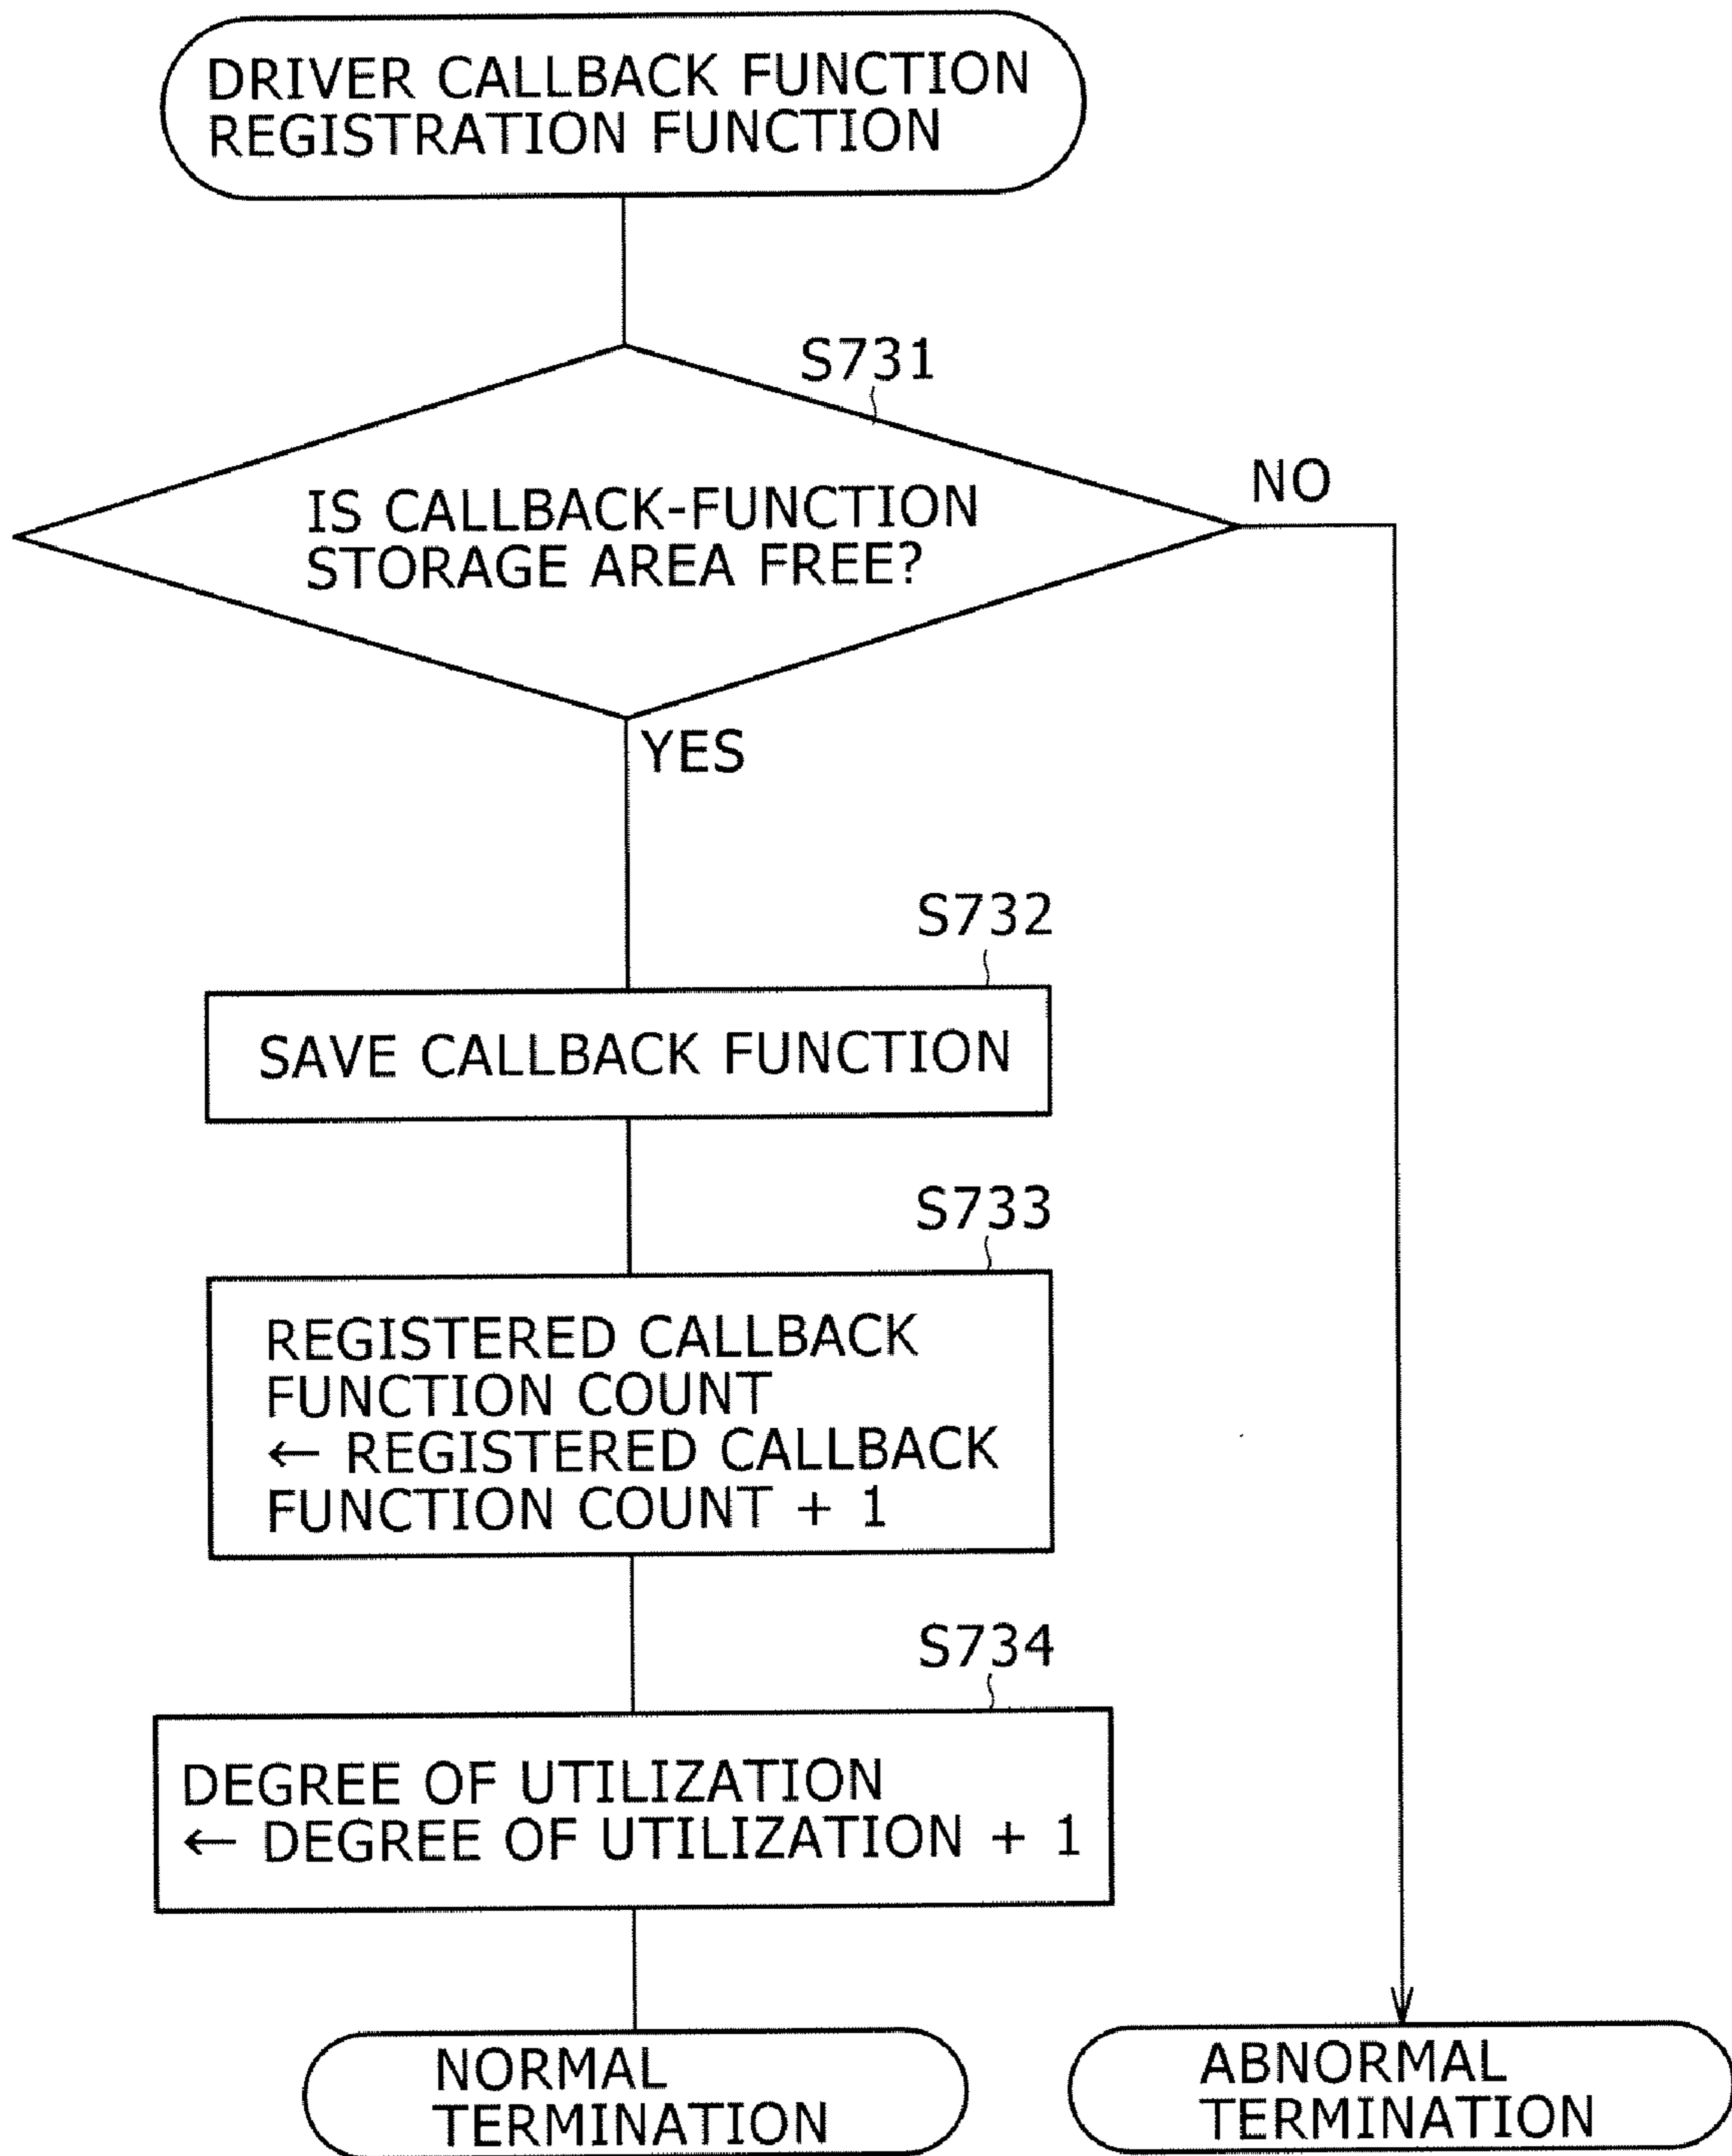 DRIVER CALLBACK FUNCTION
REGISTRATION FUNCTION
S731
IS CALLBACK-FUNCTION
STORAGE AREA FREE?
NO
YES
S732
SAVE CALLBACK FUNCTION
S733
REGISTERED CALLBACK
FUNCTION COUNT
← REGISTERED CALLBACK
FUNCTION COUNT + 1
S734
DEGREE OF UTILIZATION
← DEGREE OF UTILIZATION + 1
NORMAL
TERMINATION
ABNORMAL
TERMINATION